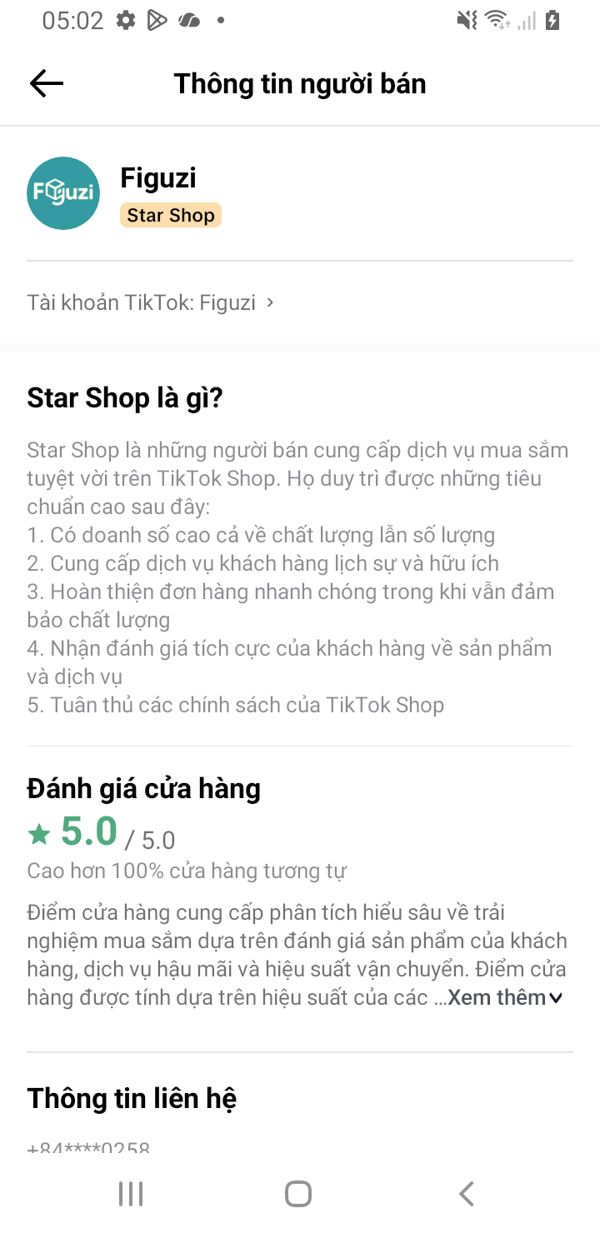 05:02
Thông tin người bán
Figuzi
Figuzi
Star Shop
Tài khoản TikTok: Figuzi >
Star Shop là gì?
Star Shop là những người bán cung cấp dịch vụ mua sắm
tuyệt vời trên TikTok Shop. Họ duy trì được những tiêu
chuẩn cao sau đây:
1. Có doanh số cao cả về chất lượng lẫn số lượng
2. Cung cấp dịch vụ khách hàng lịch sự và hữu ích
3. Hoàn thiện đơn hàng nhanh chóng trong khi vẫn đảm
bảo chất lượng
4. Nhận đánh giá tích cực của khách hàng về sản phẩm
và dịch vụ
5. Tuân thủ các chính sách của TikTok Shop
Đánh giá cửa hàng
5.0 / 5.0
Cao hơn 100% cửa hàng tương tự
Điểm cửa hàng cung cấp phân tích hiểu sâu về trải
nghiệm mua sắm dựa trên đánh giá sản phẩm của khách
hàng, dịch vụ hậu mãi và hiệu suất vận chuyển. Điểm cửa
hàng được tính dựa trên hiệu suất của các ...Xem thêm
Thông tin liên hệ
+84****0258